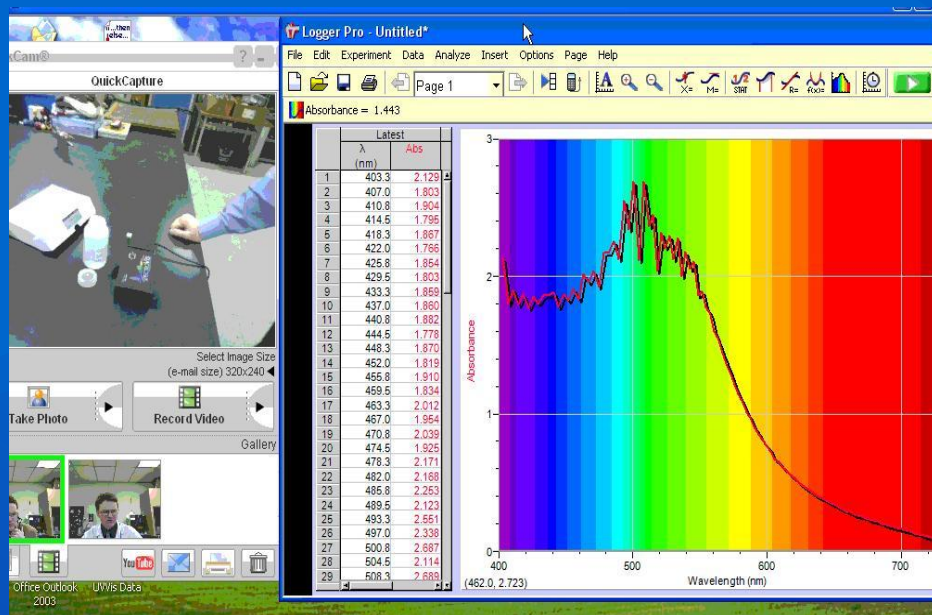 if...then
else...
kCam®
?
QuickCapture
Select Image Size
(e-mail size) 320x240
Take Photo
Record Video
Gallery
You Tube
Office Outlook
2003
UVVis Data
Logger Pro - Untitled*
File Edit Experiment Data Analyze Insert Options Page Help
Page 1
X= M= STAT R= f(x)=
Absorbance = 1.443
Latest
λ Abs
(nm)
1 403.3 2.129
2 407.0 1.803
3 410.8 1.904
4 414.5 1.795
5 418.3 1.867
6 422.0 1.766
7 425.8 1.854
8 429.5 1.803
9 433.3 1.859
10 437.0 1.860
11 440.8 1.882
12 444.5 1.778
13 448.3 1.870
14 452.0 1.819
15 455.8 1.910
16 459.5 1.834
17 463.3 2.012
18 467.0 1.954
19 470.8 2.039
20 474.5 1.925
21 478.3 2.171
22 482.0 2.168
23 485.8 2.253
24 489.5 2.123
25 493.3 2.551
26 497.0 2.338
27 500.8 2.687
28 504.5 2.114
29 508.3 2.689
3
2
1
0
Absorbance
400 500 600 700
(462.0, 2.723)
Wavelength (nm)